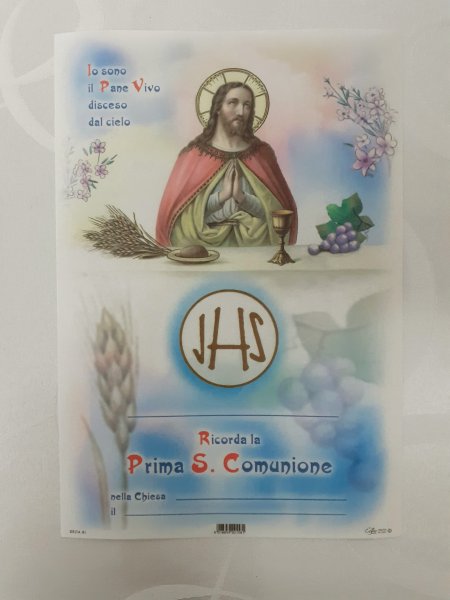 Io sono
il Pane Vivo
disceso
dal cielo
JHS
Ricorda la
Prima S. Comunione
nella Chiesa
il